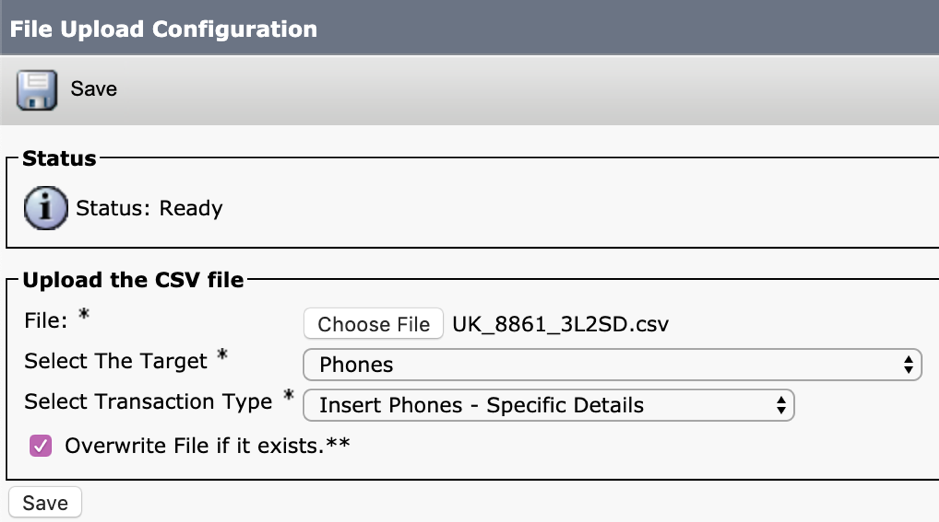 File Upload Configuration
Save
Status
i Status: Ready
Upload the CSV file
File: * Choose File UK_8861_3L2SD.csv
Select The Target * Phones
Select Transaction Type * Insert Phones - Specific Details
Overwrite File if it exists.**
Save